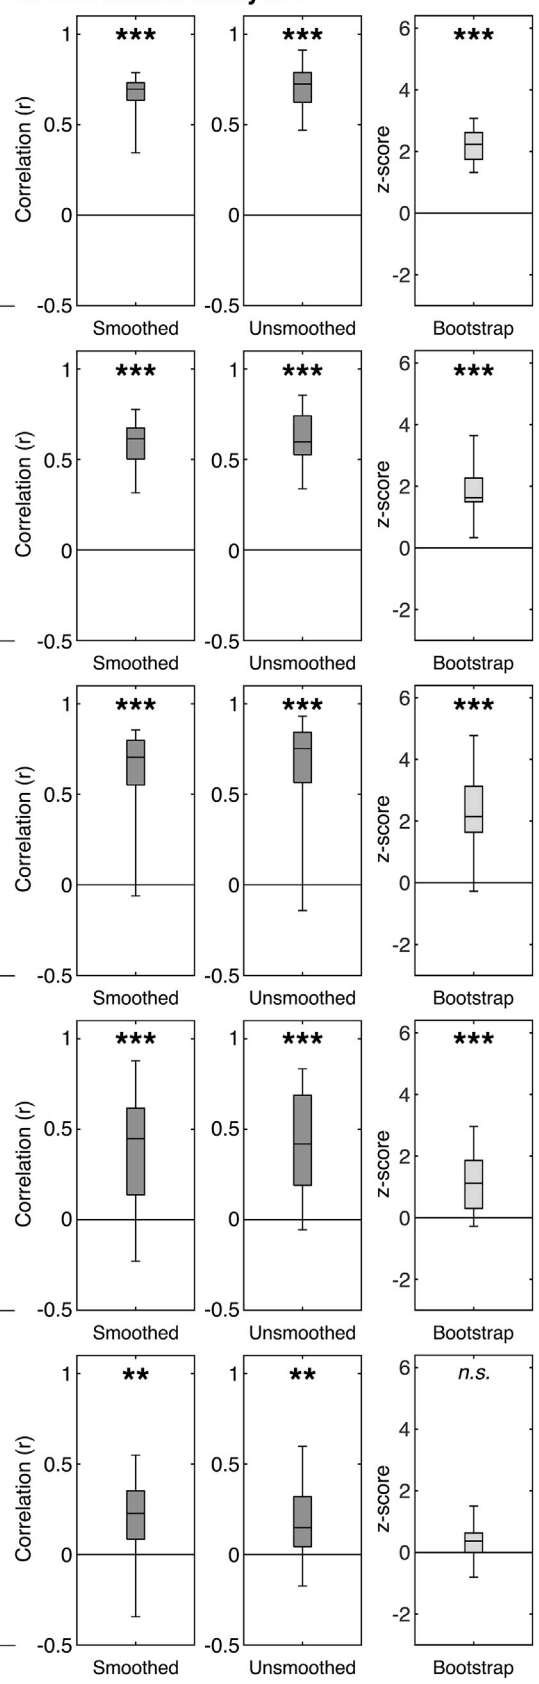 1 *** 1 *** 6 ***
4
0.5 0.5 2
Correlation (r) z-score
0 0 0
-2
-0.5 -0.5
Smoothed Unsmoothed Bootstrap
1 *** 1 *** 6 ***
4
0.5 0.5 2
Correlation (r) z-score
0 0 0
-2
-0.5 -0.5
Smoothed Unsmoothed Bootstrap
1 *** 1 *** 6 ***
4
0.5 0.5 2
Correlation (r) z-score
0 0 0
-2
-0.5 -0.5
Smoothed Unsmoothed Bootstrap
1 *** 1 *** 6 ***
4
0.5 0.5 2
Correlation (r) z-score
0 0 0
-2
-0.5 -0.5
Smoothed Unsmoothed Bootstrap
1 ** 1 ** 6 n.s.
4
0.5 0.5 2
Correlation (r) z-score
0 0 0
-2
-0.5 -0.5
Smoothed Unsmoothed Bootstrap